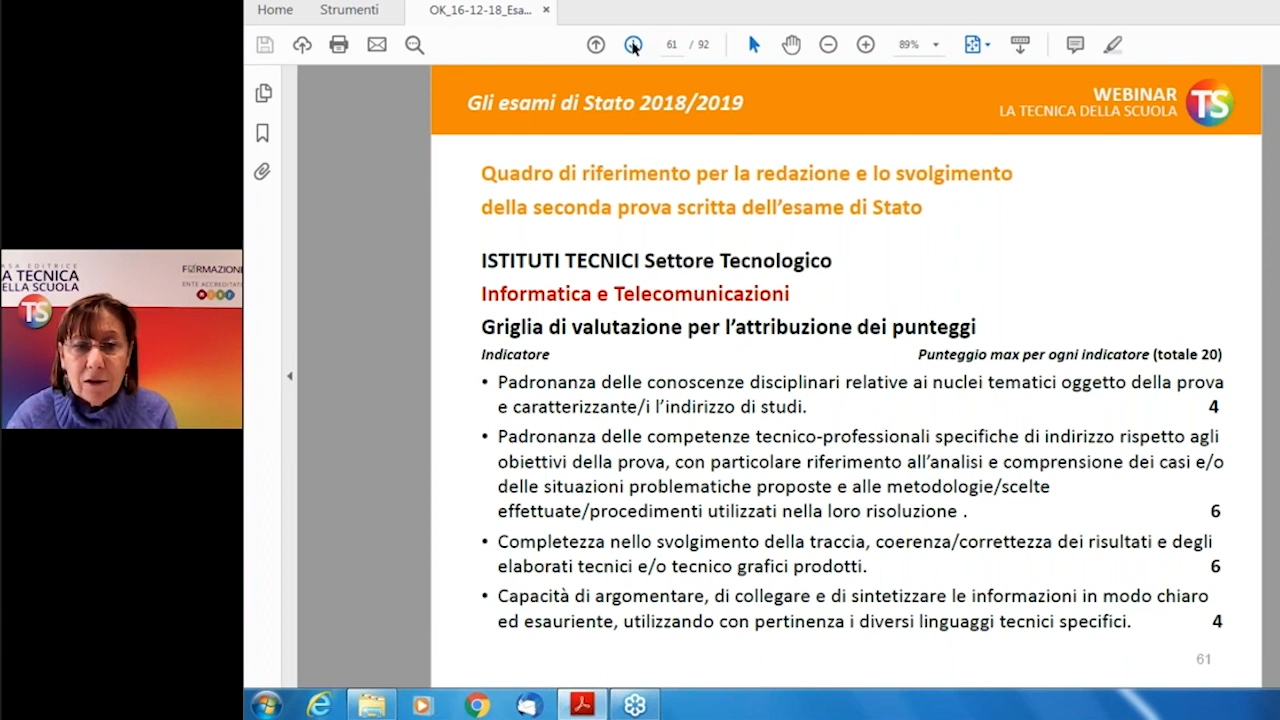 Home
Strumenti
OK_16-12-18_Esa...
×
61 / 92
89%
Gli esami di Stato 2018/2019
WEBINAR
LA TECNICA DELLA SCUOLA
TS
Quadro di riferimento per la redazione e lo svolgimento
della seconda prova scritta dell’esame di Stato
ISTITUTI TECNICI Settore Tecnologico
Informatica e Telecomunicazioni
Griglia di valutazione per l’attribuzione dei punteggi
Indicatore Punteggio max per ogni indicatore (totale 20)
• Padronanza delle conoscenze disciplinari relative ai nuclei tematici oggetto della prova
e caratterizzante/i l’indirizzo di studi. 4
• Padronanza delle competenze tecnico-professionali specifiche di indirizzo rispetto agli
obiettivi della prova, con particolare riferimento all’analisi e comprensione dei casi e/o
delle situazioni problematiche proposte e alle metodologie/scelte
effettuate/procedimenti utilizzati nella loro risoluzione . 6
• Completezza nello svolgimento della traccia, coerenza/correttezza dei risultati e degli
elaborati tecnici e/o tecnico grafici prodotti. 6
• Capacità di argomentare, di collegare e di sintetizzare le informazioni in modo chiaro
ed esauriente, utilizzando con pertinenza i diversi linguaggi tecnici specifici. 4
61
ASA EDITRICE
A TECNICA
ELLA SCUOLA
TS
FORMAZIONE
ENTE ACCREDITAT